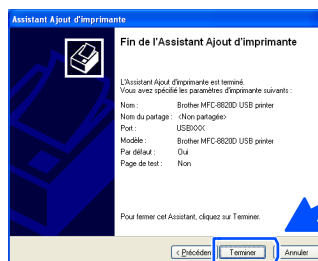 Assistant Ajout d'imprimante
Fin de l'Assistant Ajout d'imprimante
L'Assistant Ajout d'imprimante est terminé.
Vous avez spécifié les paramètres d'imprimante suivants :
Nom : Brother MFC-8820D USB printer
Nom du partage : <Non partagée>
Port : USBXXX
Modèle : Brother MFC-8820D USB printer
Par défaut : Oui
Page de test : Non
Pour fermer cet Assistant, cliquez sur Terminer.
< Précéden Terminer Annuler